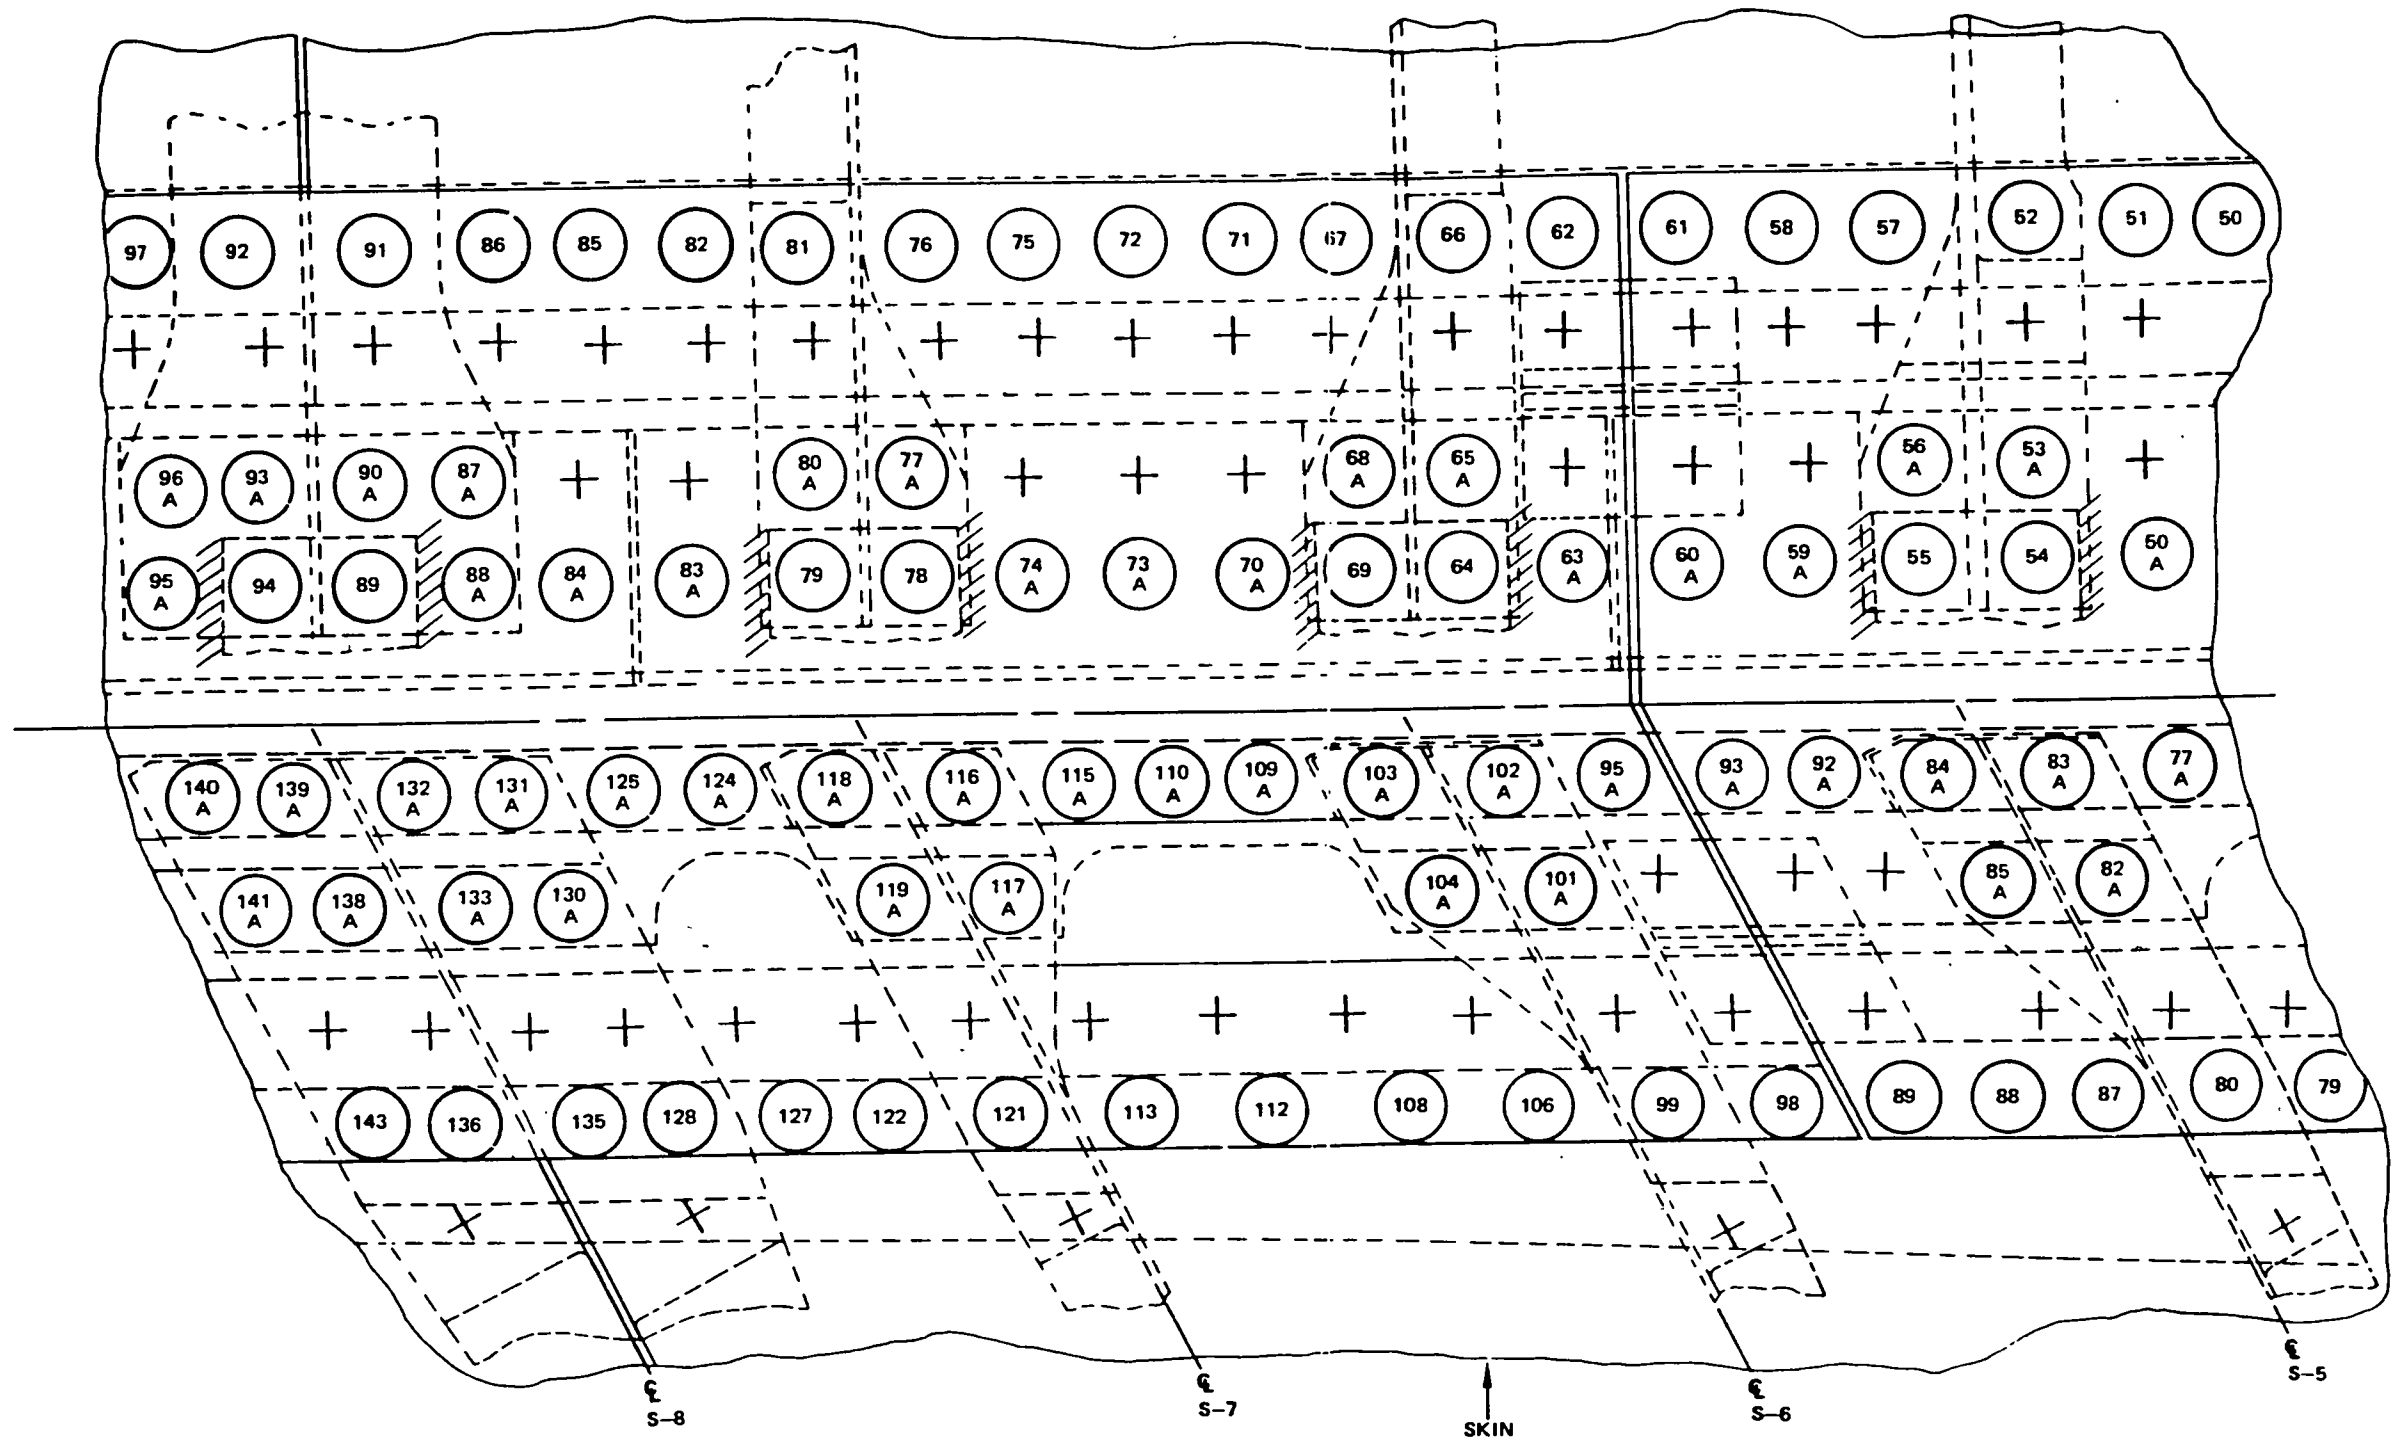 97 92 91 86 85 82 81 76 75 72 71 67 66 62 61 58 57 52 51 50
96 A 93 A 90 A 87 A 80 A 77 A 68 A 65 A 56 A 53 A
95 A 94 89 88 A 84 A 83 A 79 78 74 A 73 A 70 A 69 64 63 A 60 A 59 A 55 54 50 A
140 A 139 A 132 A 131 A 125 A 124 A 118 A 116 A 115 A 110 A 109 A 103 A 102 A 95 A 93 A 92 A 84 A 83 A 77 A
141 A 138 A 133 A 130 A 119 A 117 A 104 A 101 A 85 A 82 A
143 136 135 128 127 122 121 113 112 108 106 99 98 89 88 87 80 79
℄ S-8
℄ S-7
SKIN
℄ S-6
℄ S-5